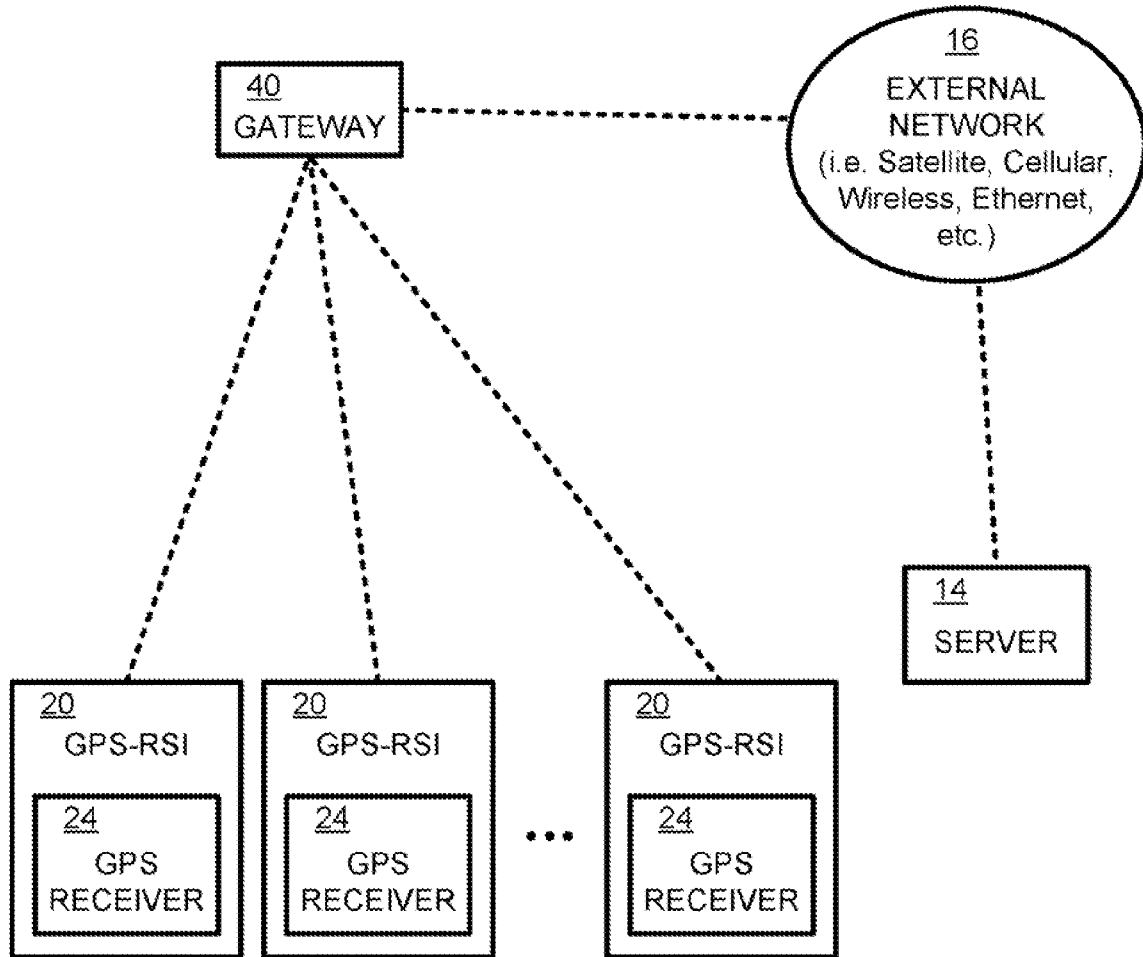 40
GATEWAY
16
EXTERNAL
NETWORK
(i.e. Satellite, Cellular,
Wireless, Ethernet,
etc.)
14
SERVER
20
GPS-RSI
24
GPS
RECEIVER
20
GPS-RSI
24
GPS
RECEIVER
•••
20
GPS-RSI
24
GPS
RECEIVER